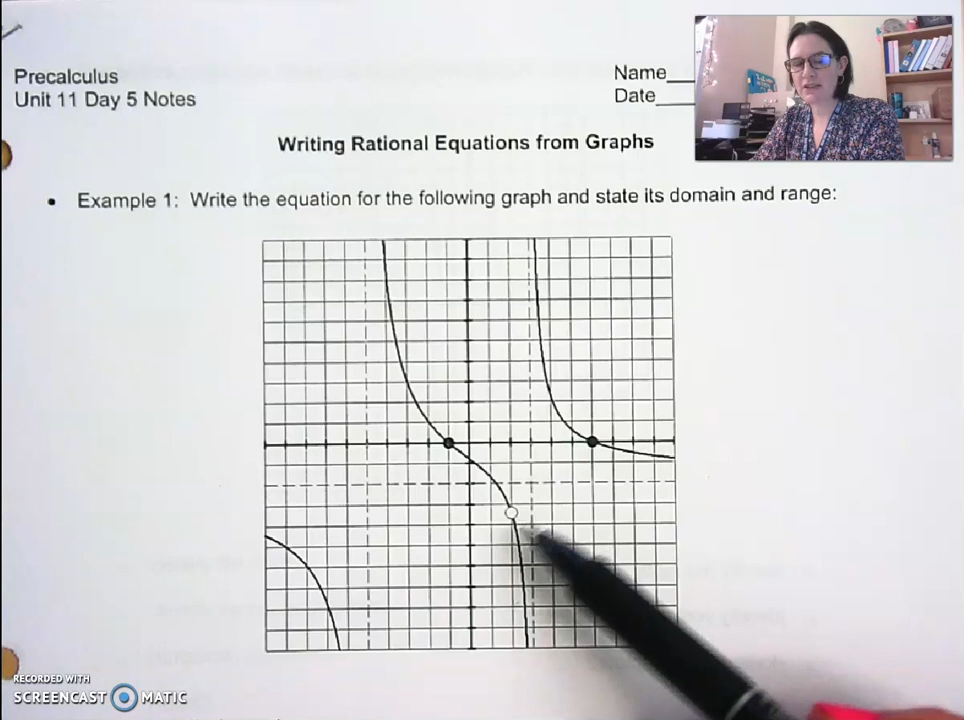 Precalculus
Name
Unit 11 Day 5 Notes
Date
Writing Rational Equations from Graphs
• Example 1: Write the equation for the following graph and state its domain and range:
RECORDED WITH
SCREENCAST MATIC